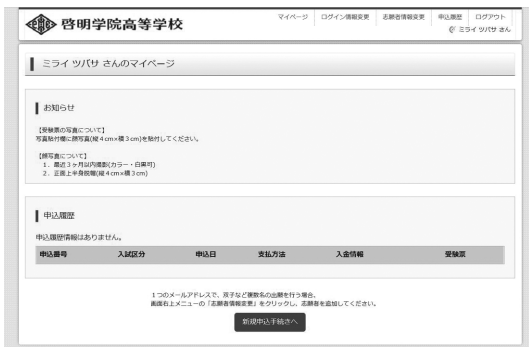 啓明学院高等学校
マイページ ログイン情報変更 志願者情報変更 申込履歴 ログアウト
ミライ ツバサ さん
ミライ ツバサ さんのマイページ
お知らせ
【受験票の写真について】
写真貼付欄に顔写真(縦4cm×横3cm)を貼付してください。
【顔写真について】
1. 最近3ヶ月以内撮影(カラー・白黒可)
2. 正面上半身脱帽(縦4cm×横3cm)
申込履歴
申込履歴情報はありません。
申込番号 入試区分 申込日 支払方法 入金情報 受験票
1つのメールアドレスで、双子など複数名の出願を行う場合、
画面右上メニューの「志願者情報変更」をクリックし、志願者を追加してください。
新規申込手続きへ